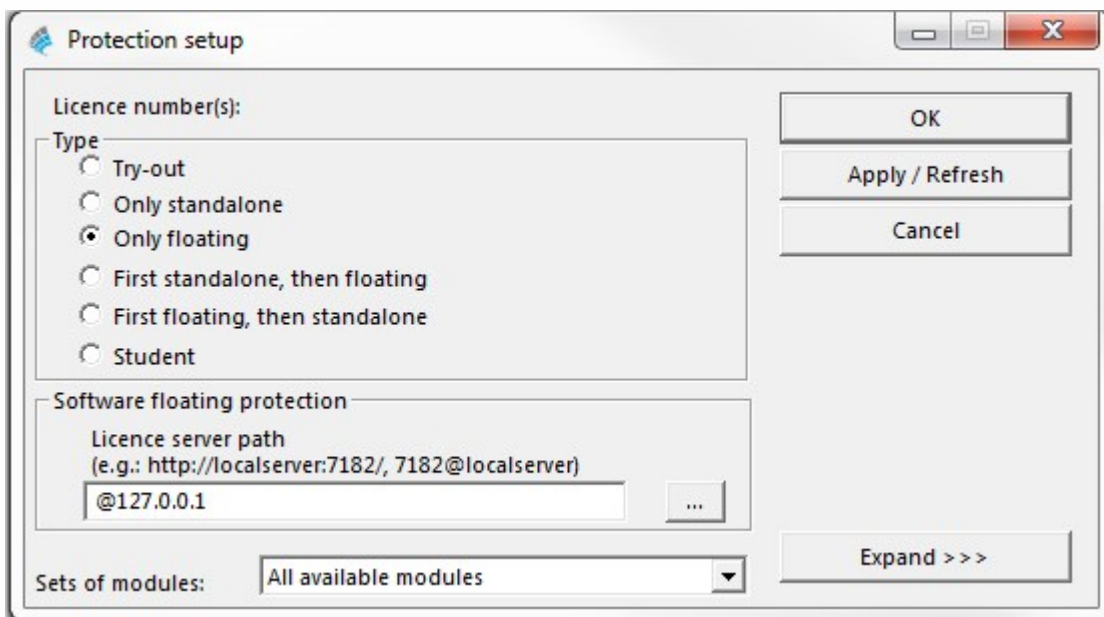 Protection setup
Licence number(s):
Type
Try-out
Only standalone
Only floating
First standalone, then floating
First floating, then standalone
Student
Software floating protection
Licence server path
(e.g.: http://localserver:7182/, 7182@localserver)
@127.0.0.1
...
Sets of modules:
All available modules
OK
Apply / Refresh
Cancel
Expand >>>